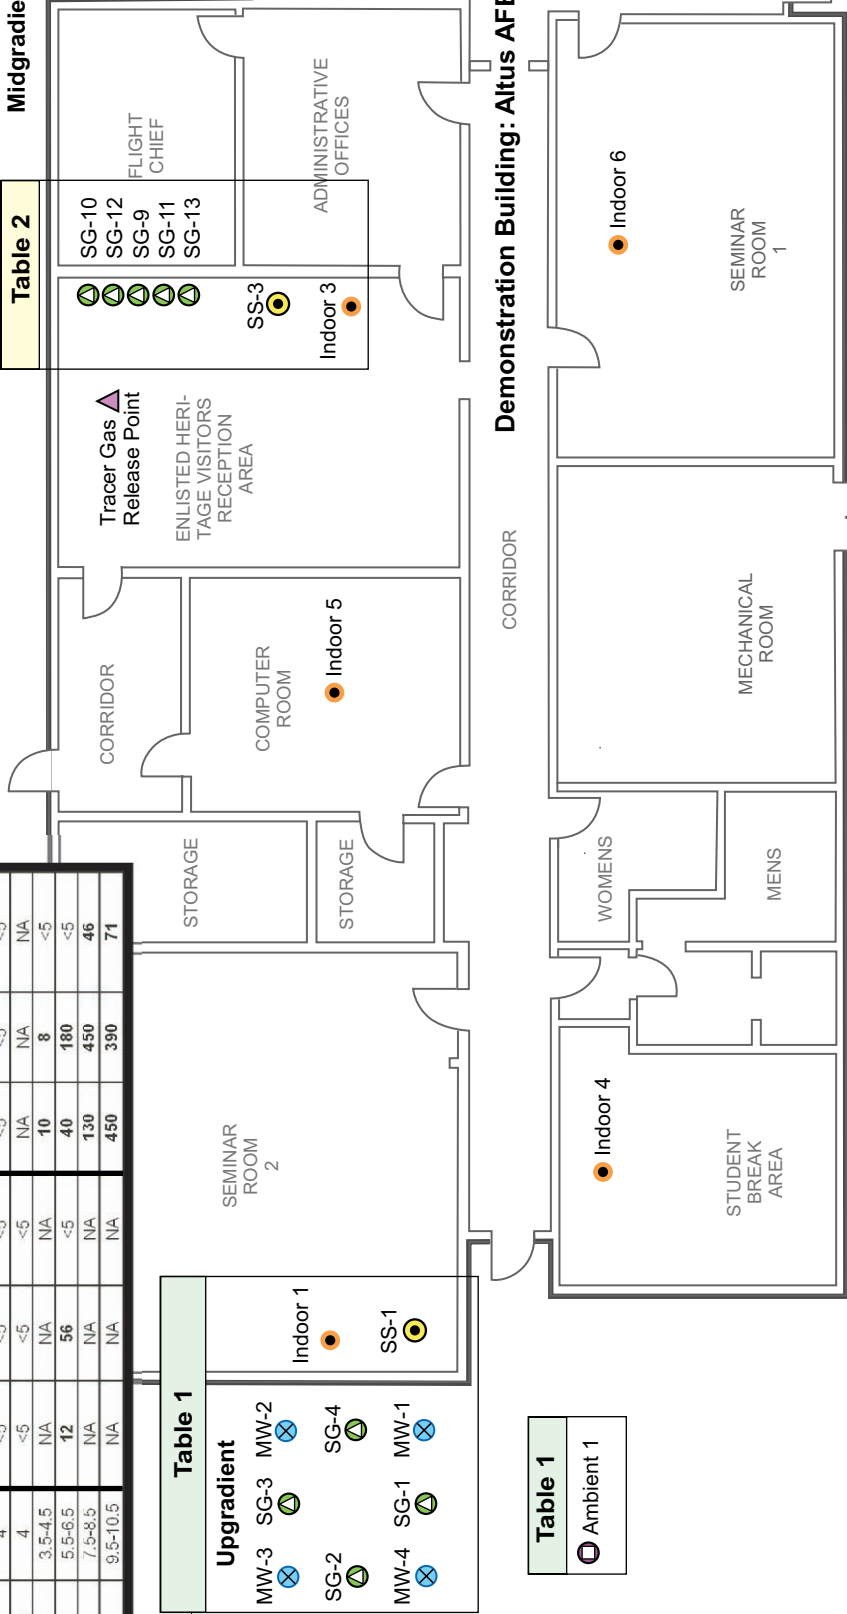 Midgradie
Table 2
FLIGHT
CHIEF
ADMINISTRATIVE
OFFICES
SG-10
SG-12
SG-9
SG-11
SG-13
SS-3
Indoor 3
Tracer Gas
Release Point
ENLISTED HERI-
TAGE VISITORS
RECEPTION
AREA
Demonstration Building: Altus AFB
Indoor 6
SEMINAR
ROOM
1
CORRIDOR
COMPUTER
ROOM
Indoor 5
CORRIDOR
MECHANICAL
ROOM
STORAGE
STORAGE
WOMENS
MENS
SEMINAR
ROOM
2
Indoor 4
STUDENT
BREAK
AREA
4 <5 <5 <5 NA NA NA
3.5-4.5 NA NA NA 10 8 <5
5.5-6.5 12 56 <5 40 180 <5
7.5-8.5 NA NA NA 130 450 46
9.5-10.5 NA NA NA 450 390 71
Table 1
Upgradient
Indoor 1
SS-1
MW-3 SG-3 MW-2
SG-2 SG-4
MW-4 SG-1 MW-1
Table 1
Ambient 1